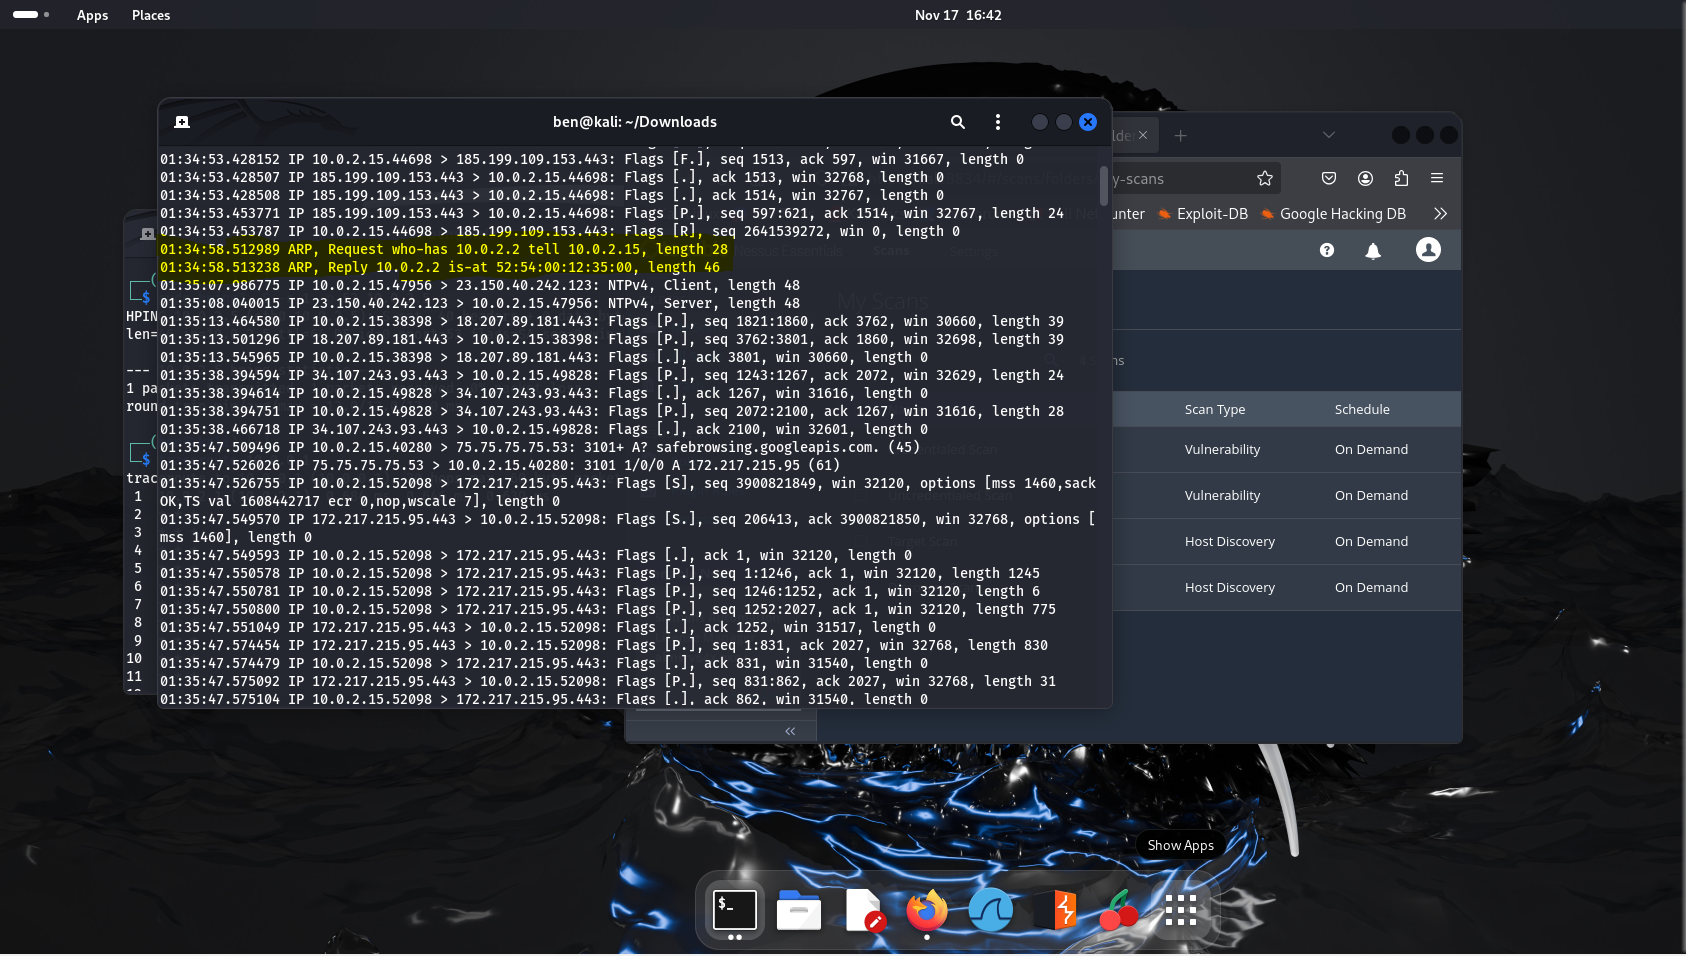 Apps Places Nov 17 16:42
ben@kali: ~/Downloads
01:34:53.428152 IP 10.0.2.15.44698 > 185.199.109.153.443: Flags [F.], seq 1513, ack 597, win 31667, length 0
01:34:53.428507 IP 185.199.109.153.443 > 10.0.2.15.44698: Flags [.], ack 1513, win 32768, length 0
01:34:53.428508 IP 185.199.109.153.443 > 10.0.2.15.44698: Flags [.], ack 1514, win 32767, length 0
01:34:53.453771 IP 185.199.109.153.443 > 10.0.2.15.44698: Flags [P.], seq 597:621, ack 1514, win 32767, length 24
01:34:53.453787 IP 10.0.2.15.44698 > 185.199.109.153.443: Flags [R], seq 2641539272, win 0, length 0
01:34:58.512989 ARP, Request who-has 10.0.2.2 tell 10.0.2.15, length 28
01:34:58.513238 ARP, Reply 10.0.2.2 is-at 52:54:00:12:35:00, length 46
01:35:07.986775 IP 10.0.2.15.47956 > 23.150.40.242.123: NTPv4, Client, length 48
01:35:08.040015 IP 23.150.40.242.123 > 10.0.2.15.47956: NTPv4, Server, length 48
01:35:13.464580 IP 10.0.2.15.38398 > 18.207.89.181.443: Flags [P.], seq 1821:1860, ack 3762, win 30660, length 39
01:35:13.501296 IP 18.207.89.181.443 > 10.0.2.15.38398: Flags [P.], seq 3762:3801, ack 1860, win 32698, length 39
01:35:13.545965 IP 10.0.2.15.38398 > 18.207.89.181.443: Flags [.], ack 3801, win 30660, length 0
01:35:38.394594 IP 34.107.243.93.443 > 10.0.2.15.49828: Flags [P.], seq 1243:1267, ack 2072, win 32629, length 24
01:35:38.394614 IP 10.0.2.15.49828 > 34.107.243.93.443: Flags [.], ack 1267, win 31616, length 0
01:35:38.394751 IP 10.0.2.15.49828 > 34.107.243.93.443: Flags [P.], seq 2072:2100, ack 1267, win 31616, length 28
01:35:38.466718 IP 34.107.243.93.443 > 10.0.2.15.49828: Flags [.], ack 2100, win 32601, length 0
01:35:47.509496 IP 10.0.2.15.40280 > 75.75.75.75.53: 3101+ A? safebrowsing.googleapis.com. (45)
01:35:47.526026 IP 75.75.75.75.53 > 10.0.2.15.40280: 3101 1/0/0 A 172.217.215.95 (61)
01:35:47.526755 IP 10.0.2.15.52098 > 172.217.215.95.443: Flags [S], seq 3900821849, win 32120, options [mss 1460,sack
OK,TS val 1608442717 ecr 0,nop,wscale 7], length 0
01:35:47.549570 IP 172.217.215.95.443 > 10.0.2.15.52098: Flags [S.], seq 206413, ack 3900821850, win 32768, options [
mss 1460], length 0
01:35:47.549593 IP 10.0.2.15.52098 > 172.217.215.95.443: Flags [.], ack 1, win 32120, length 0
01:35:47.550578 IP 10.0.2.15.52098 > 172.217.215.95.443: Flags [P.], seq 1:1246, ack 1, win 32120, length 1245
01:35:47.550781 IP 10.0.2.15.52098 > 172.217.215.95.443: Flags [P.], seq 1246:1252, ack 1, win 32120, length 6
01:35:47.550800 IP 10.0.2.15.52098 > 172.217.215.95.443: Flags [P.], seq 1252:2027, ack 1, win 32120, length 775
01:35:47.551049 IP 172.217.215.95.443 > 10.0.2.15.52098: Flags [.], ack 1252, win 31517, length 0
01:35:47.574454 IP 172.217.215.95.443 > 10.0.2.15.52098: Flags [P.], seq 1:831, ack 2027, win 32768, length 830
01:35:47.574479 IP 10.0.2.15.52098 > 172.217.215.95.443: Flags [.], ack 831, win 31540, length 0
01:35:47.575092 IP 172.217.215.95.443 > 10.0.2.15.52098: Flags [P.], seq 831:862, ack 2027, win 32768, length 31
01:35:47.575104 IP 10.0.2.15.52098 > 172.217.215.95.443: Flags [.], ack 862, win 31540, length 0
$
HPIN
len=
---
1 pa
roun
$
trac
1
2
3
4
5
6
7
8
9
10
11
y-scans
unter Exploit-DB Google Hacking DB
Scans Settings
My Scans
Scan Type Schedule
Vulnerability On Demand
Vulnerability On Demand
Host Discovery On Demand
Host Discovery On Demand
Show Apps
$_